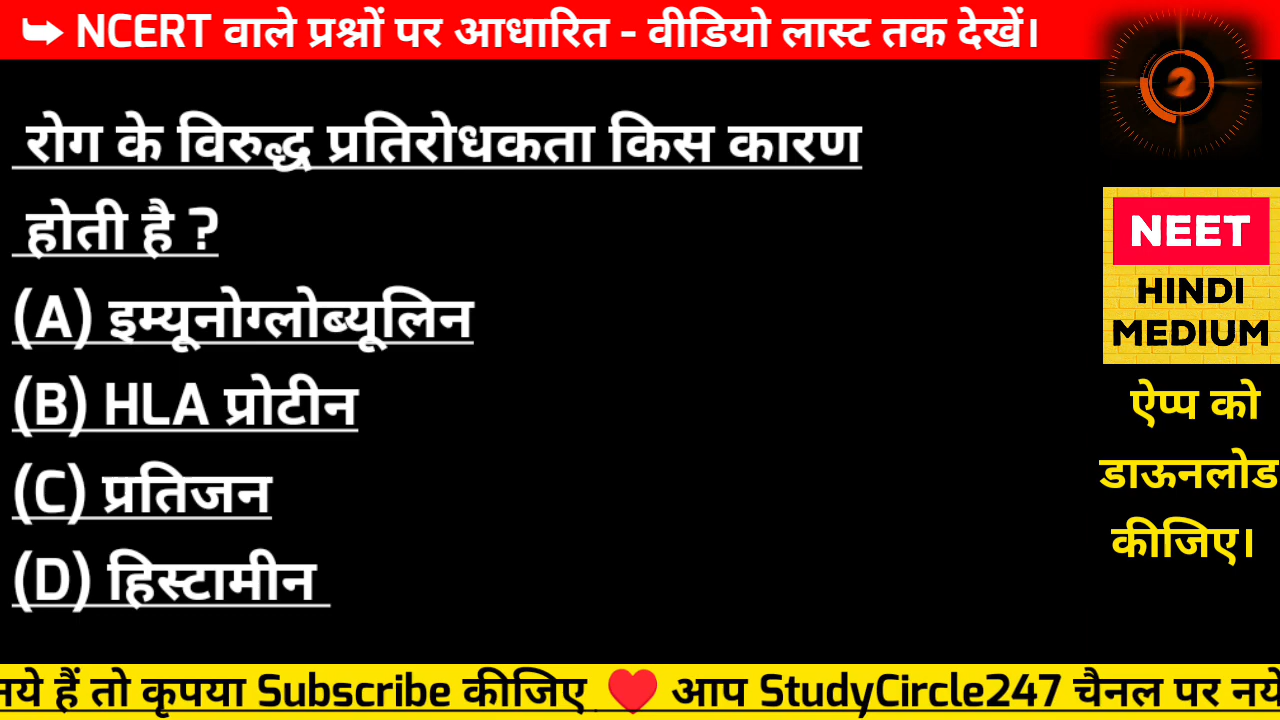 ➥ NCERT वाले प्रश्नों पर आधारित - वीडियो लास्ट तक देखें।
रोग के विरुद्ध प्रतिरोधकता किस कारण
होती है ?
(A) इम्यूनोग्लोब्यूलिन
(B) HLA प्रोटीन
(C) प्रतिजन
(D) हिस्टामीन
2
NEET
HINDI
MEDIUM
ऐप्प को
डाऊनलोड
कीजिए।
नये हैं तो कृपया Subscribe कीजिए ❤️ आप StudyCircle247 चैनल पर नये